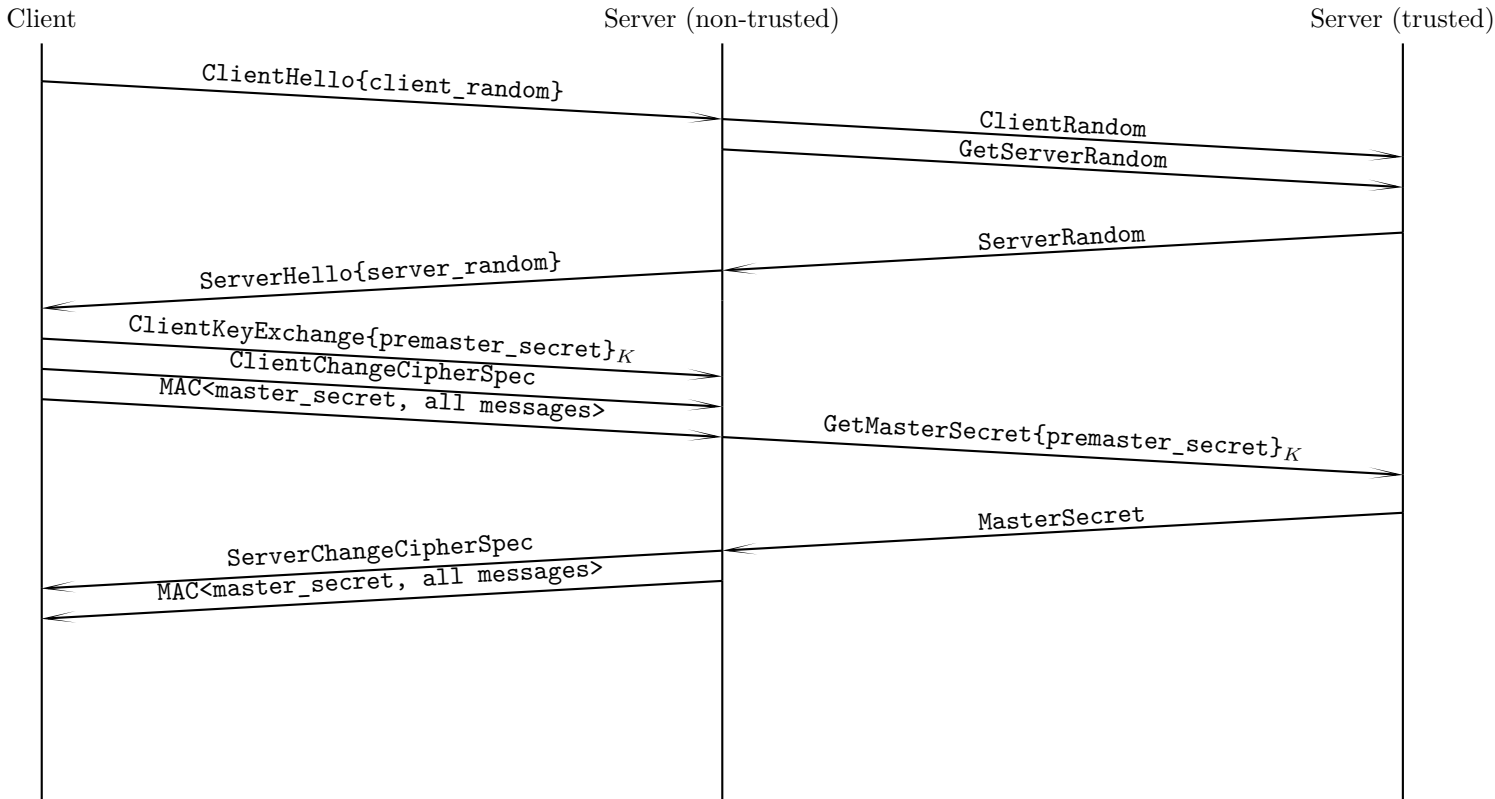 Client
Server (non-trusted)
Server (trusted)
ClientHello{client_random}
ClientRandom
GetServerRandom
ServerRandom
ServerHello{server_random}
ClientKeyExchange{premaster_secret}K
ClientChangeCipherSpec
MAC<master_secret, all messages>
GetMasterSecret{premaster_secret}K
MasterSecret
ServerChangeCipherSpec
MAC<master_secret, all messages>